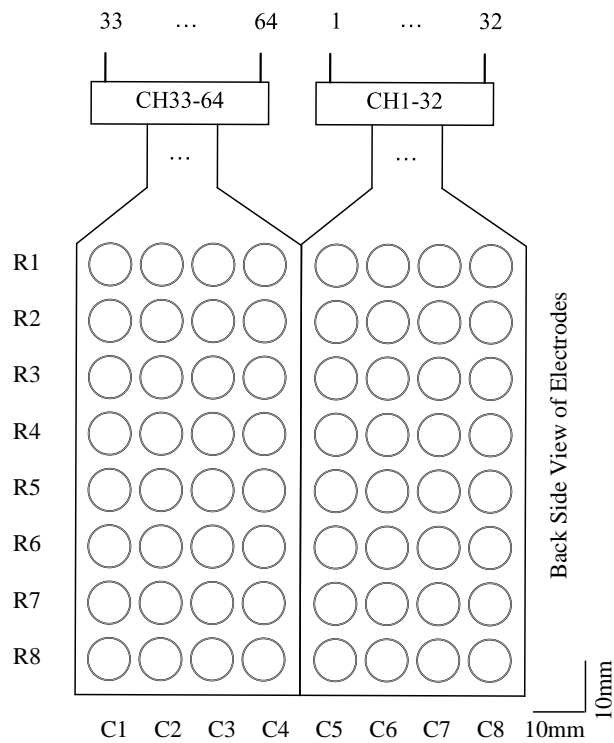 33 … 64 1 … 32
CH33-64 CH1-32
… …
R1
R2
R3
R4
R5
R6
R7
R8
Back Side View of Electrodes
10mm
C1 C2 C3 C4 C5 C6 C7 C8 10mm